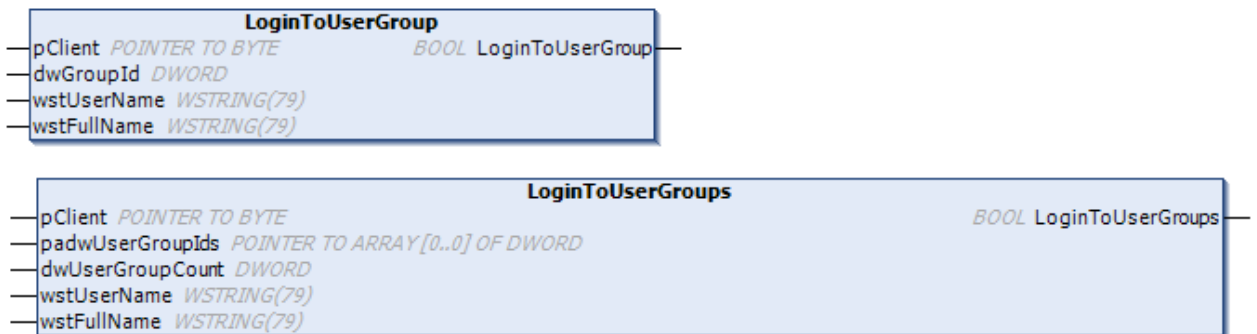 LoginToUserGroup
pClient POINTER TO BYTE BOOL LoginToUserGroup
dwGroupId DWORD
wstUserName WSTRING(79)
wstFullName WSTRING(79)
LoginToUserGroups
pClient POINTER TO BYTE BOOL LoginToUserGroups
padwUserGroupIds POINTER TO ARRAY [0..0] OF DWORD
dwUserGroupCount DWORD
wstUserName WSTRING(79)
wstFullName WSTRING(79)